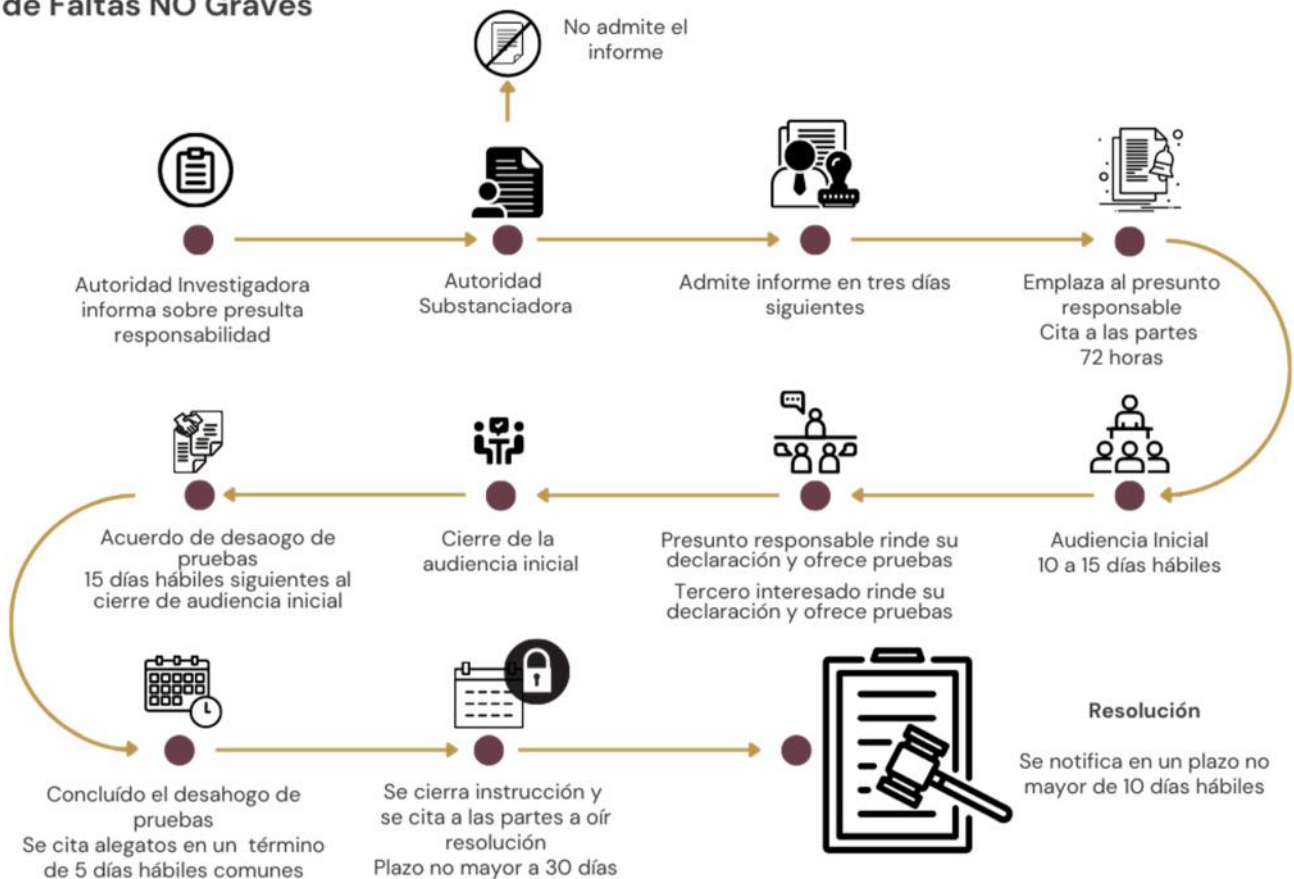 de Faltas NO Graves
No admite el
informe
Autoridad Investigadora
informa sobre presulta
responsabilidad
Autoridad
Substanciadora
Admite informe en tres días
siguientes
Emplaza al presunto
responsable
Cita a las partes
72 horas
Acuerdo de desaogo de
pruebas
15 días hábiles siguientes al
cierre de audiencia inicial
Cierre de la
audiencia inicial
Presunto responsable rinde su
declaración y ofrece pruebas
Tercero interesado rinde su
declaración y ofrece pruebas
Audiencia Inicial
10 a 15 días hábiles
Concluído el desahogo de
pruebas
Se cita alegatos en un término
de 5 días hábiles comunes
Se cierra instrucción y
se cita a las partes a oír
resolución
Plazo no mayor a 30 días
Resolución
Se notifica en un plazo no
mayor de 10 días hábiles